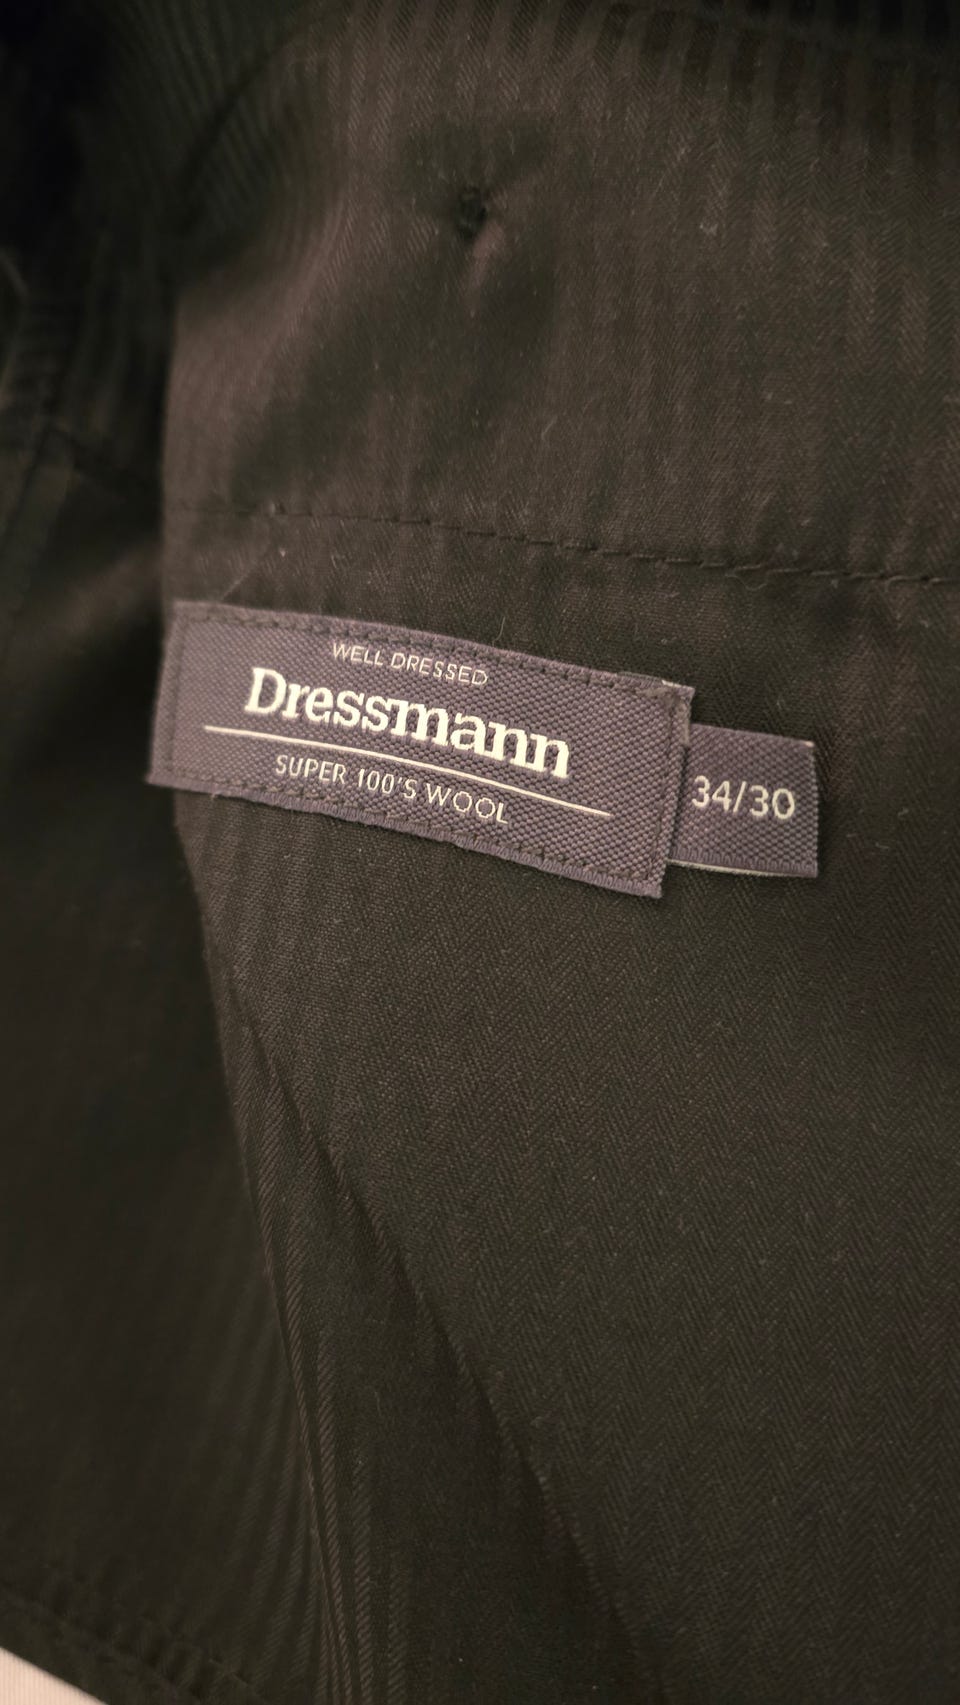 WELL DRESSED
Dressmann
SUPER 100'S WOOL
34/30